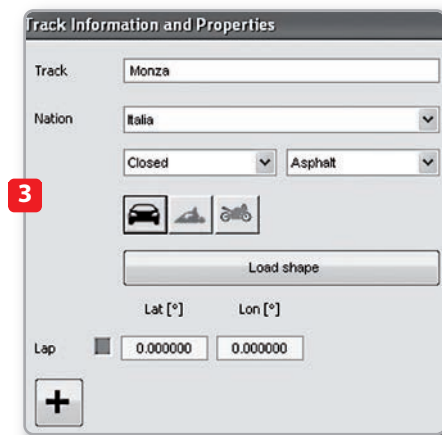 Track Information and Properties
Track Monza
Nation Italia
Closed Asphalt
3
Load shape
Lat [°] Lon [°]
Lap 0.000000 0.000000
+